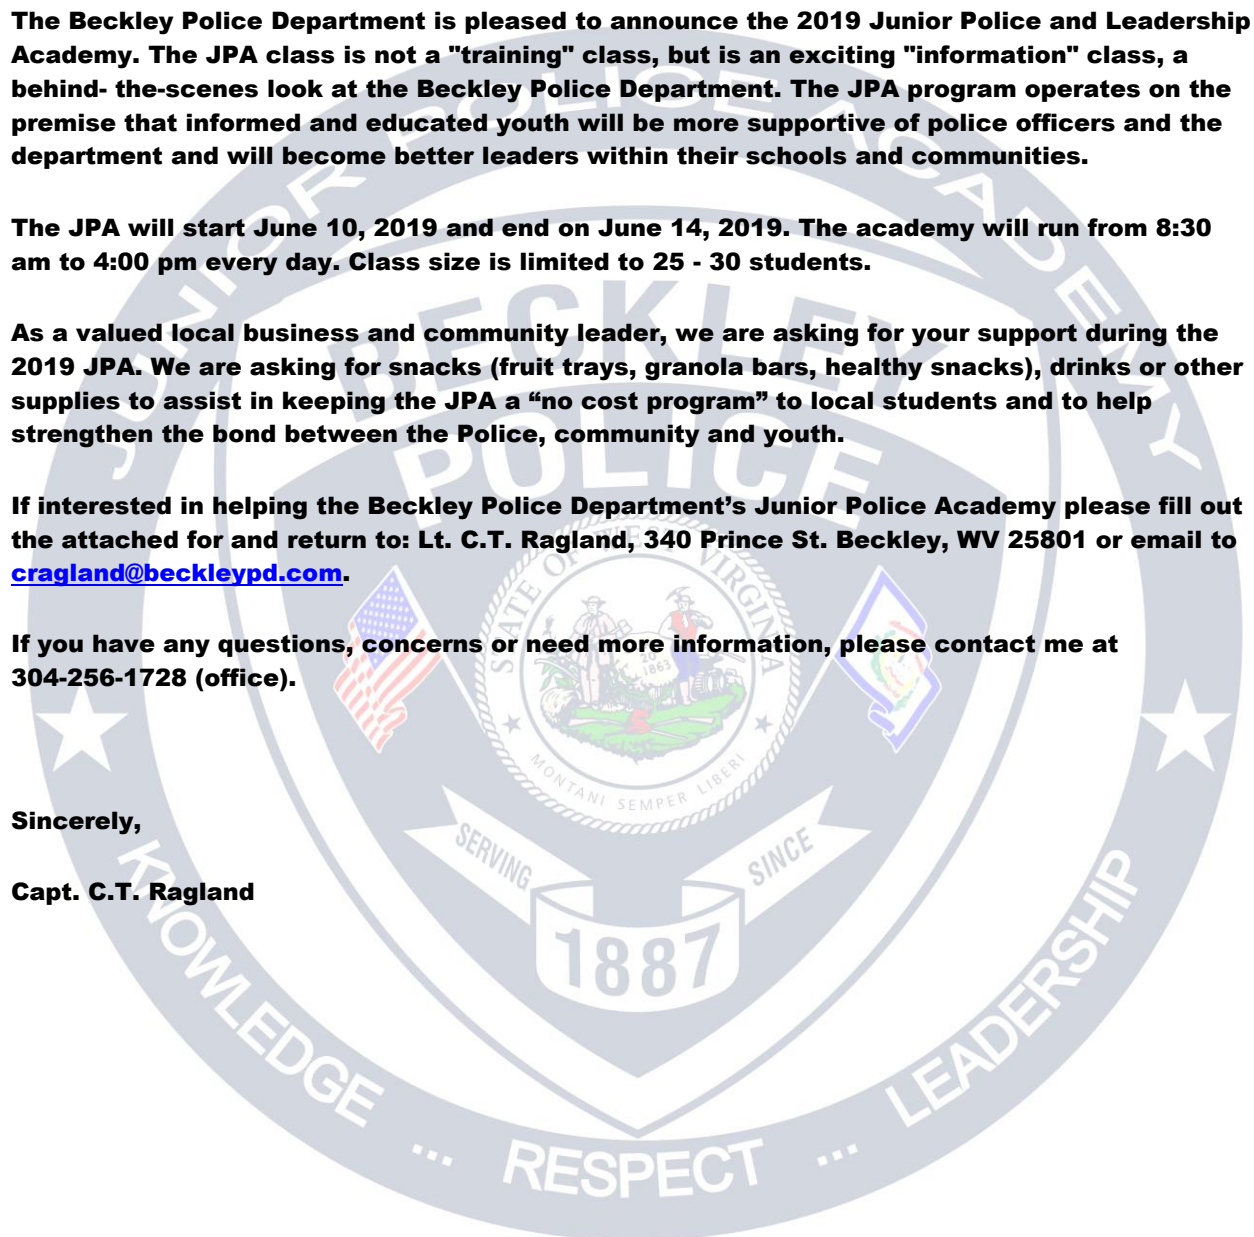 The Beckley Police Department is pleased to announce the 2019 Junior Police and Leadership
Academy. The JPA class is not a "training" class, but is an exciting "information" class, a
behind- the-scenes look at the Beckley Police Department. The JPA program operates on the
premise that informed and educated youth will be more supportive of police officers and the
department and will become better leaders within their schools and communities.
The JPA will start June 10, 2019 and end on June 14, 2019. The academy will run from 8:30
am to 4:00 pm every day. Class size is limited to 25 - 30 students.
As a valued local business and community leader, we are asking for your support during the
2019 JPA. We are asking for snacks (fruit trays, granola bars, healthy snacks), drinks or other
supplies to assist in keeping the JPA a “no cost program” to local students and to help
strengthen the bond between the Police, community and youth.
If interested in helping the Beckley Police Department’s Junior Police Academy please fill out
the attached for and return to: Lt. C.T. Ragland, 340 Prince St. Beckley, WV 25801 or email to
cragland@beckleypd.com.
If you have any questions, concerns or need more information, please contact me at
304-256-1728 (office).
Sincerely,
Capt. C.T. Ragland
JUNIOR POLICE ACADEMY
BECKLEY
POLICE
STATE OF WEST VIRGINIA
1863
MONTANI SEMPER LIBERI
SERVING
SINCE
1887
KNOWLEDGE ... RESPECT ... LEADERSHIP